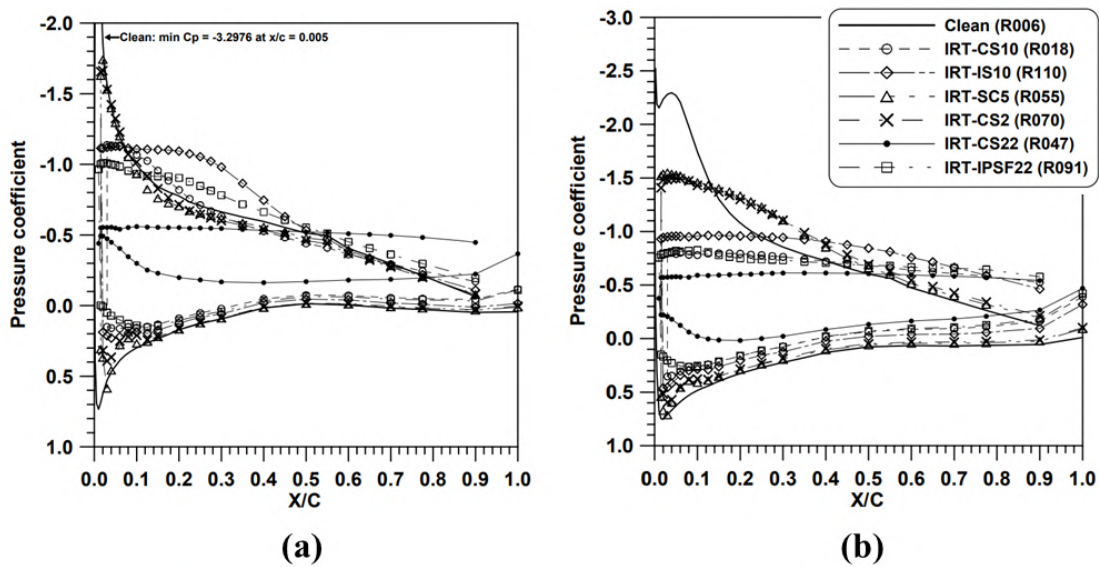 -2.0
-1.5
-1.0
-0.5
0.0
0.5
1.0
Pressure coefficient
Clean: min Cp = -3.2976 at x/c = 0.005
0.0 0.1 0.2 0.3 0.4 0.5 0.6 0.7 0.8 0.9 1.0
X/C
(a)
-3.0
-2.5
-2.0
-1.5
-1.0
-0.5
0.0
0.5
1.0
Pressure coefficient
Clean (R006)
IRT-CS10 (R018)
IRT-IS10 (R110)
IRT-SC5 (R055)
IRT-CS2 (R070)
IRT-CS22 (R047)
IRT-IPSF22 (R091)
0.0 0.1 0.2 0.3 0.4 0.5 0.6 0.7 0.8 0.9 1.0
X/C
(b)